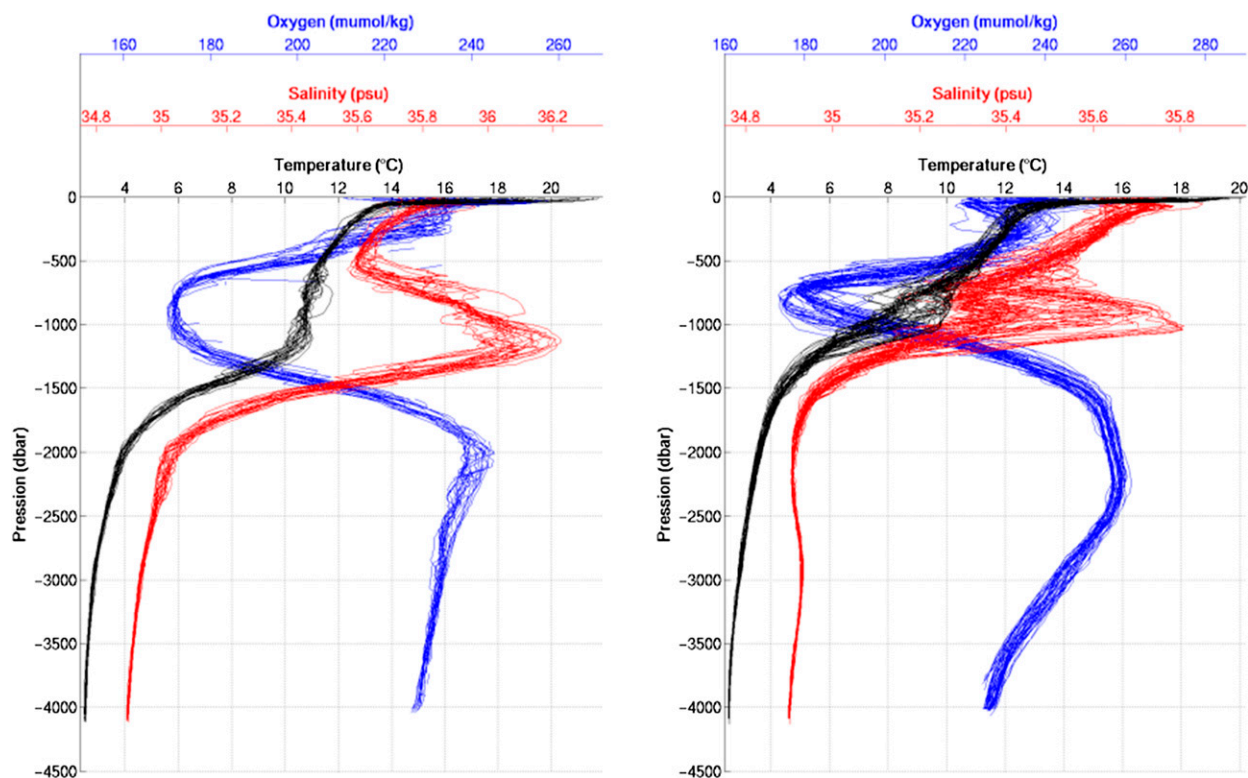 Oxygen (mumol/kg)
160 180 200 220 240 260
Salinity (psu)
34.8 35 35.2 35.4 35.6 35.8 36 36.2
Temperature (°C)
4 6 8 10 12 14 16 18 20
0
−500
−1000
−1500
−2000
−2500
−3000
−3500
−4000
−4500
Pression (dbar)
Oxygen (mumol/kg)
160 180 200 220 240 260 280
Salinity (psu)
34.8 35 35.2 35.4 35.6 35.8
Temperature (°C)
4 6 8 10 12 14 16 18 20
0
−500
−1000
−1500
−2000
−2500
−3000
−3500
−4000
−4500
Pression (dbar)